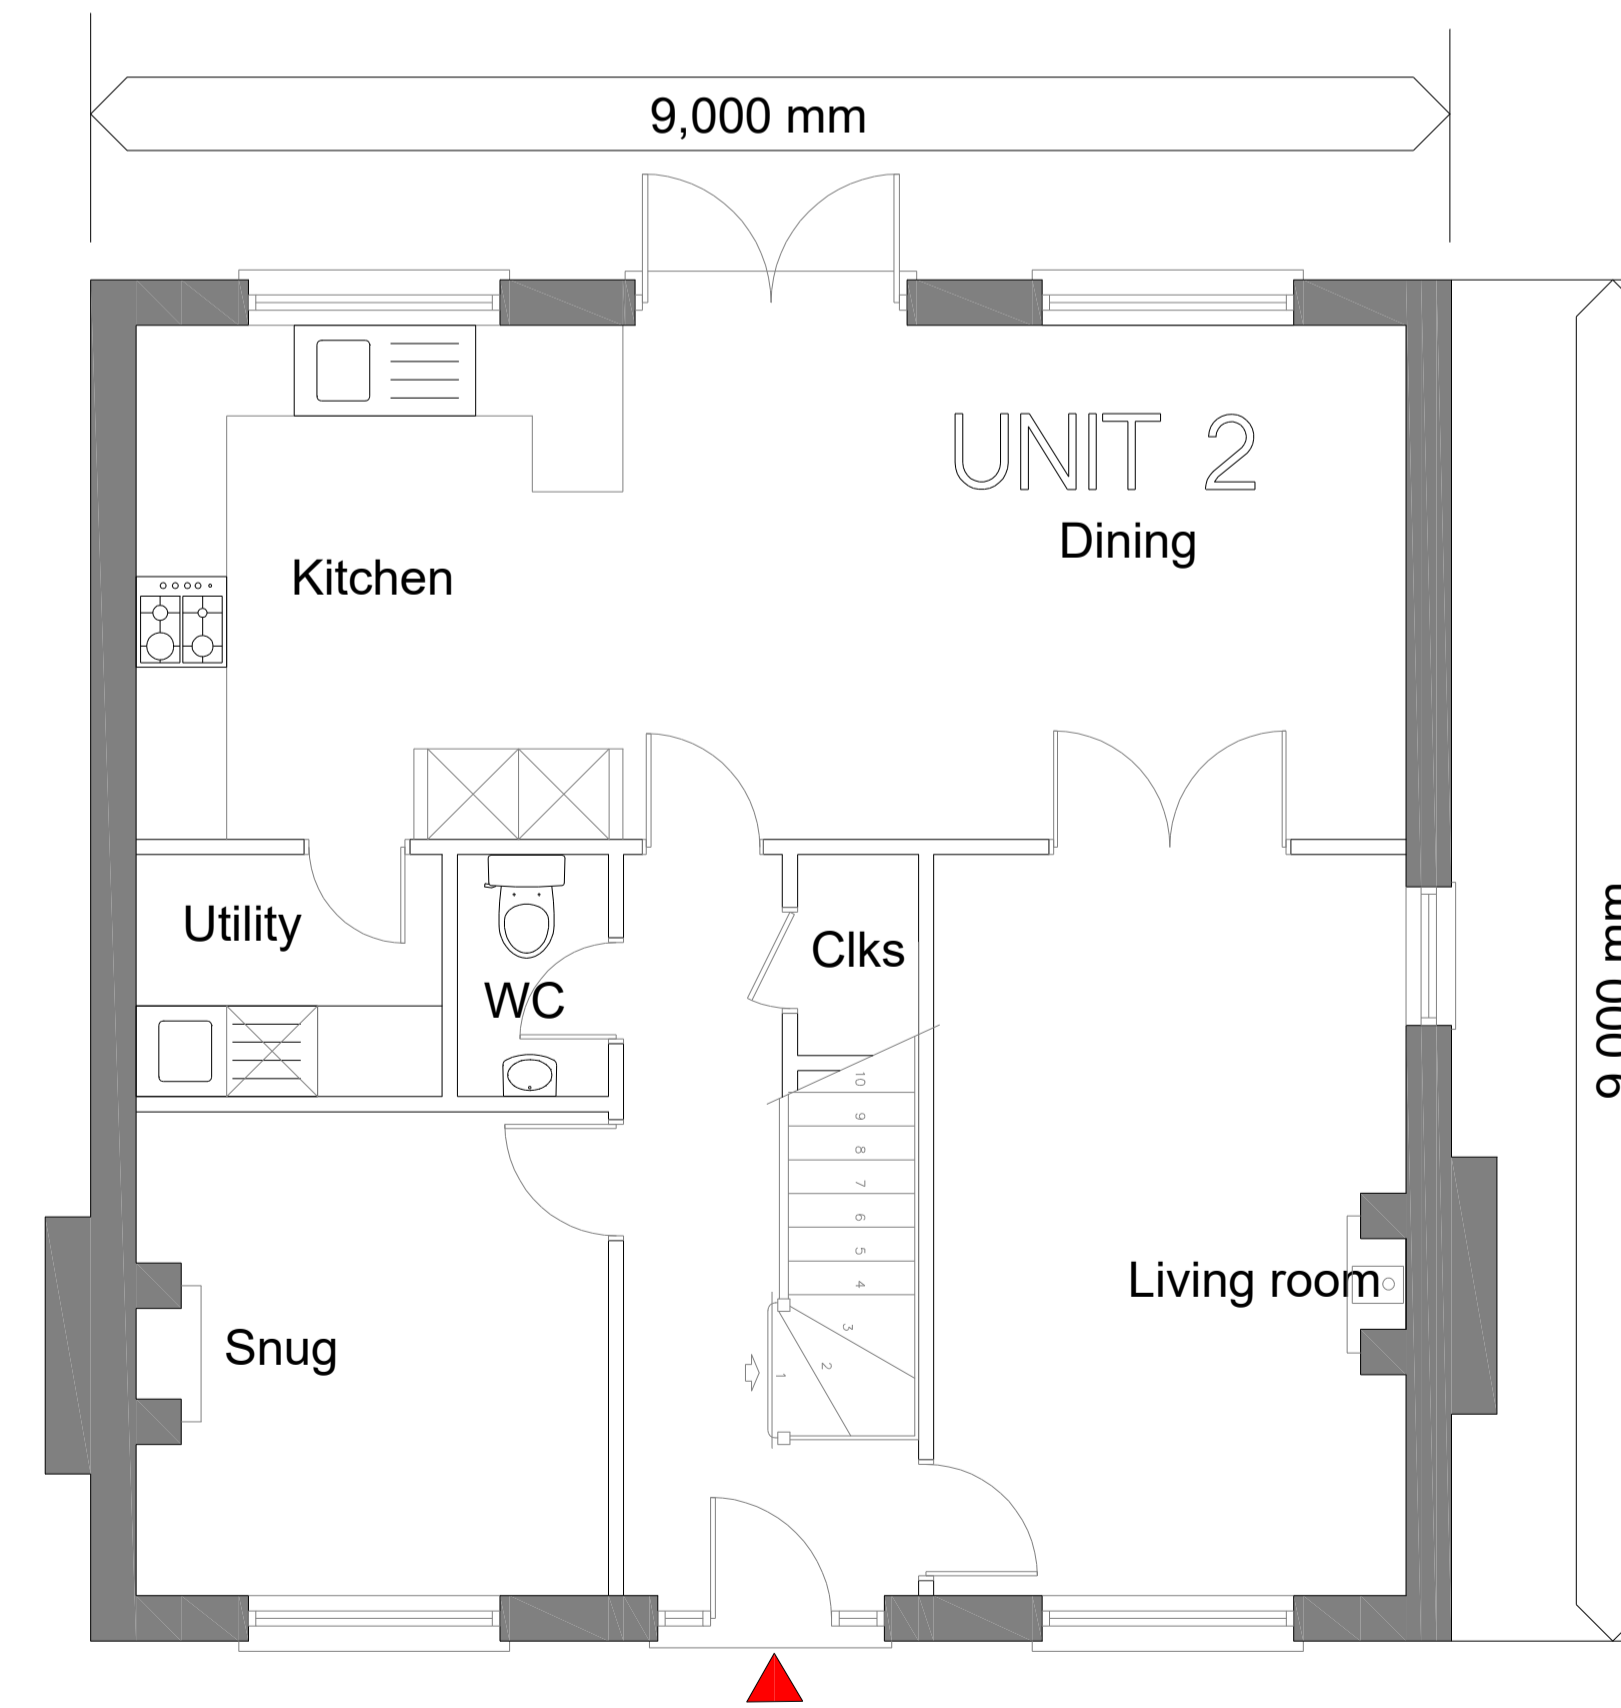 9,000 mm
UNIT 2
Dining
Kitchen
Utility
Clks
WC
9,000 mm
10
9
8
7
6
5
4
3
2
1
Living room
Snug